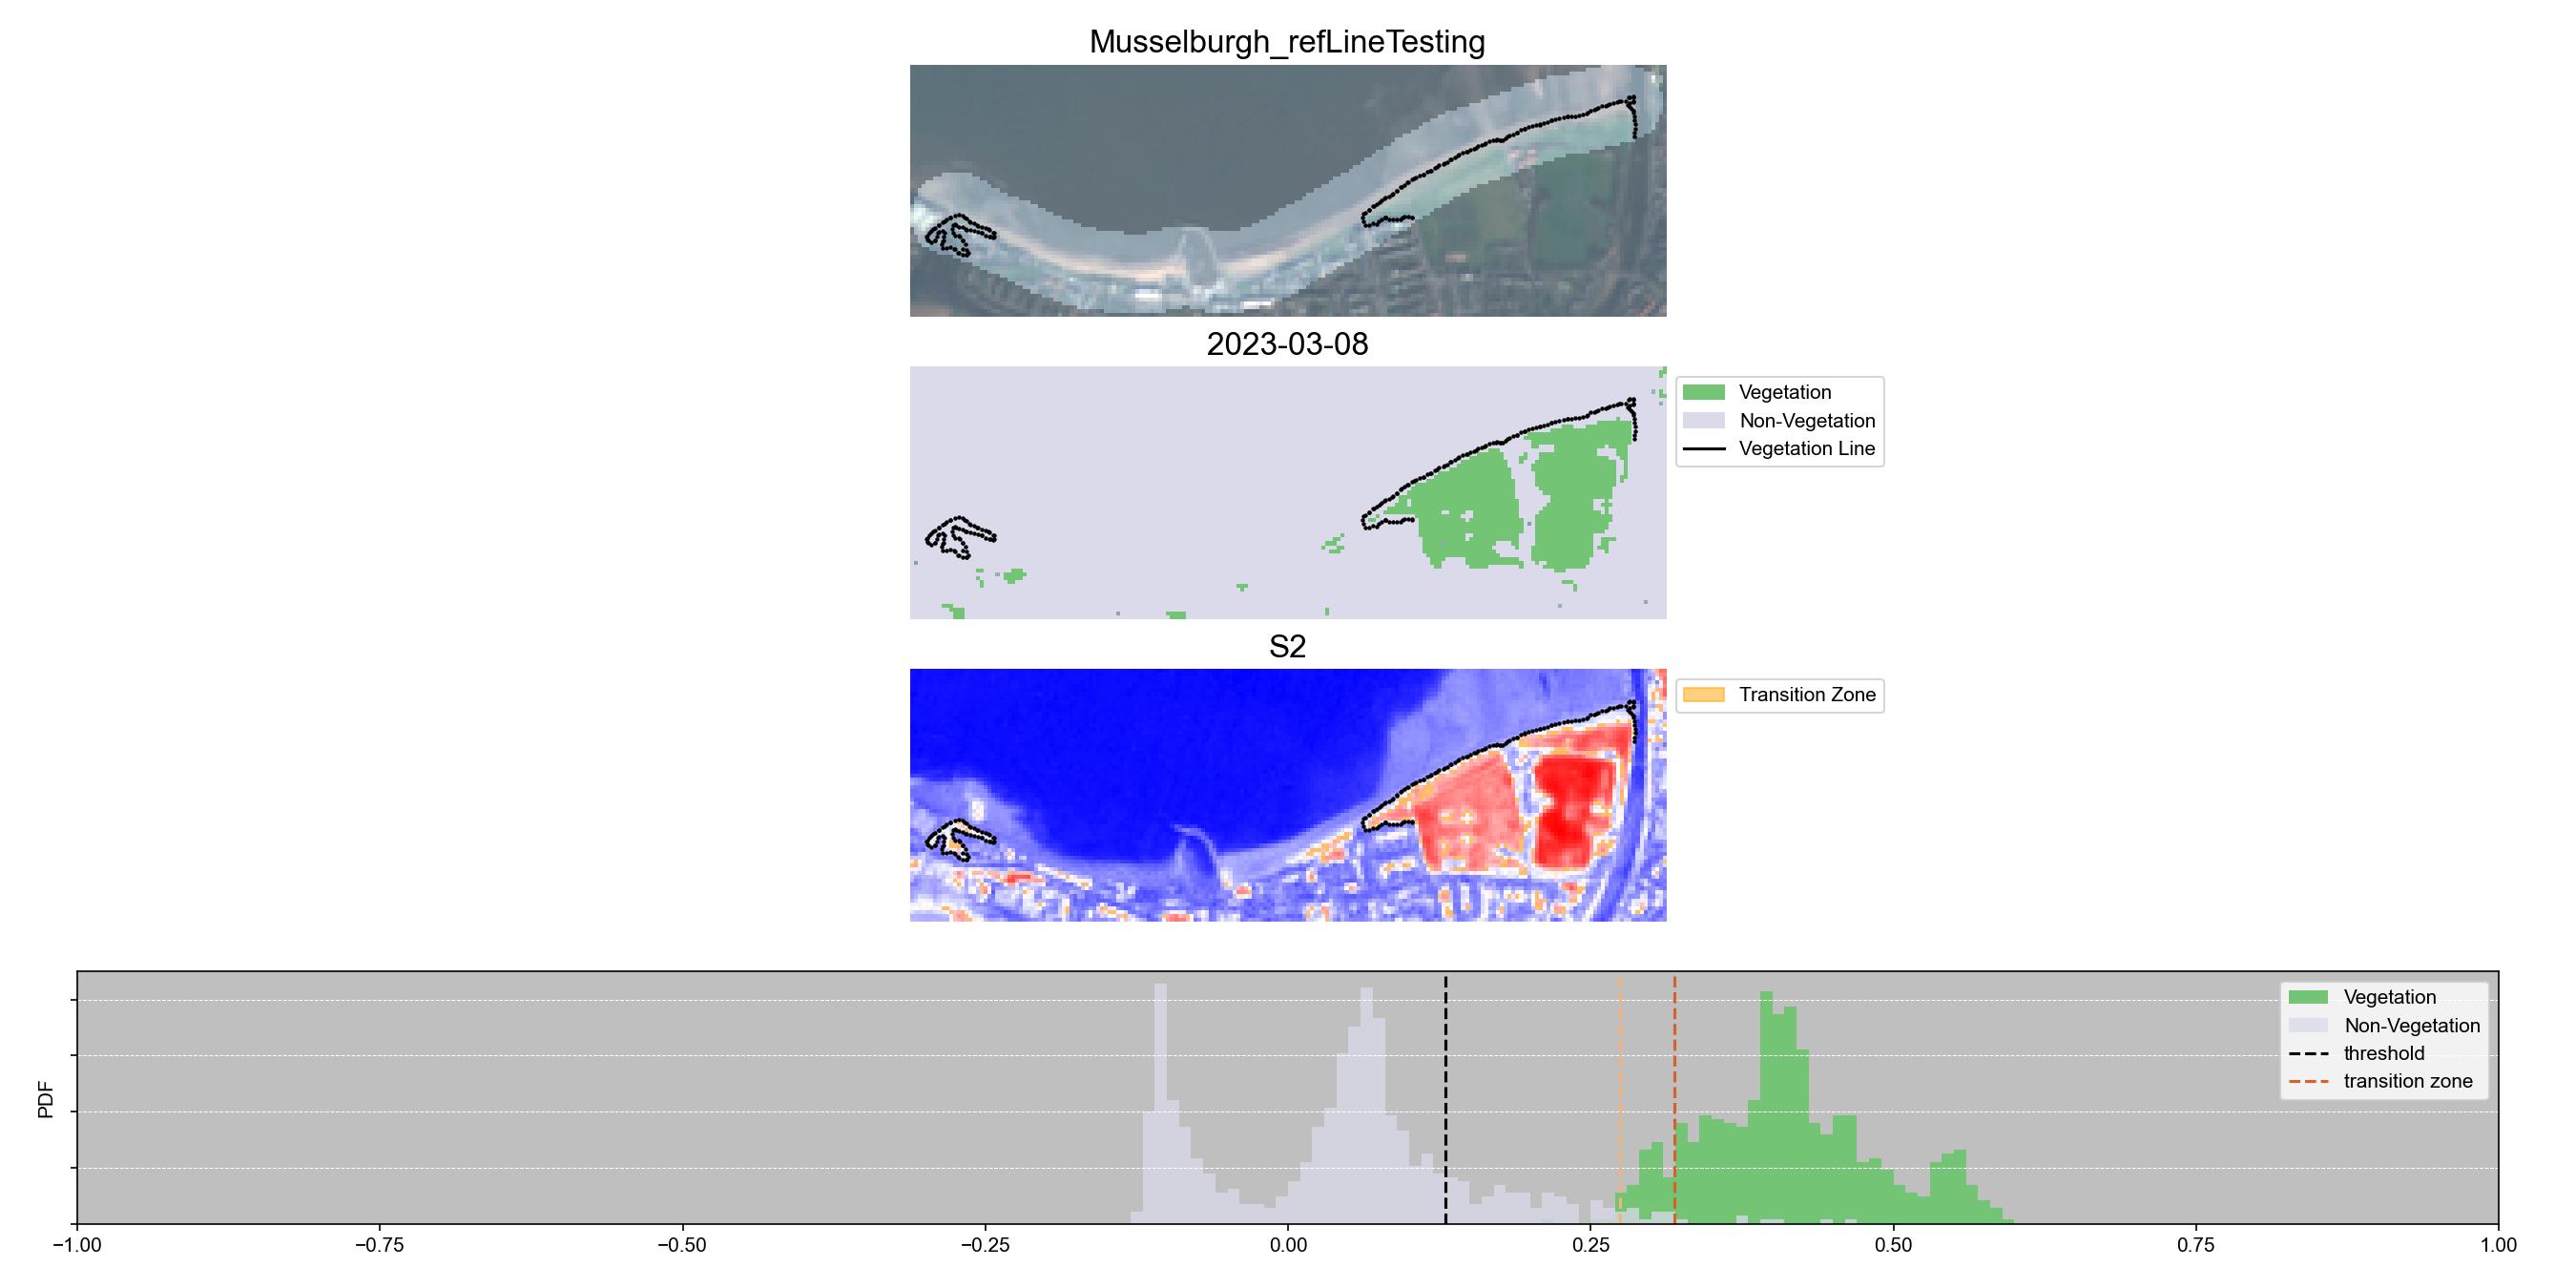 Musselburgh_refLineTesting
2023-03-08
Vegetation
Non-Vegetation
Vegetation Line
S2
Transition Zone
PDF
Vegetation
Non-Vegetation
threshold
transition zone
−1.00 −0.75 −0.50 −0.25 0.00 0.25 0.50 0.75 1.00